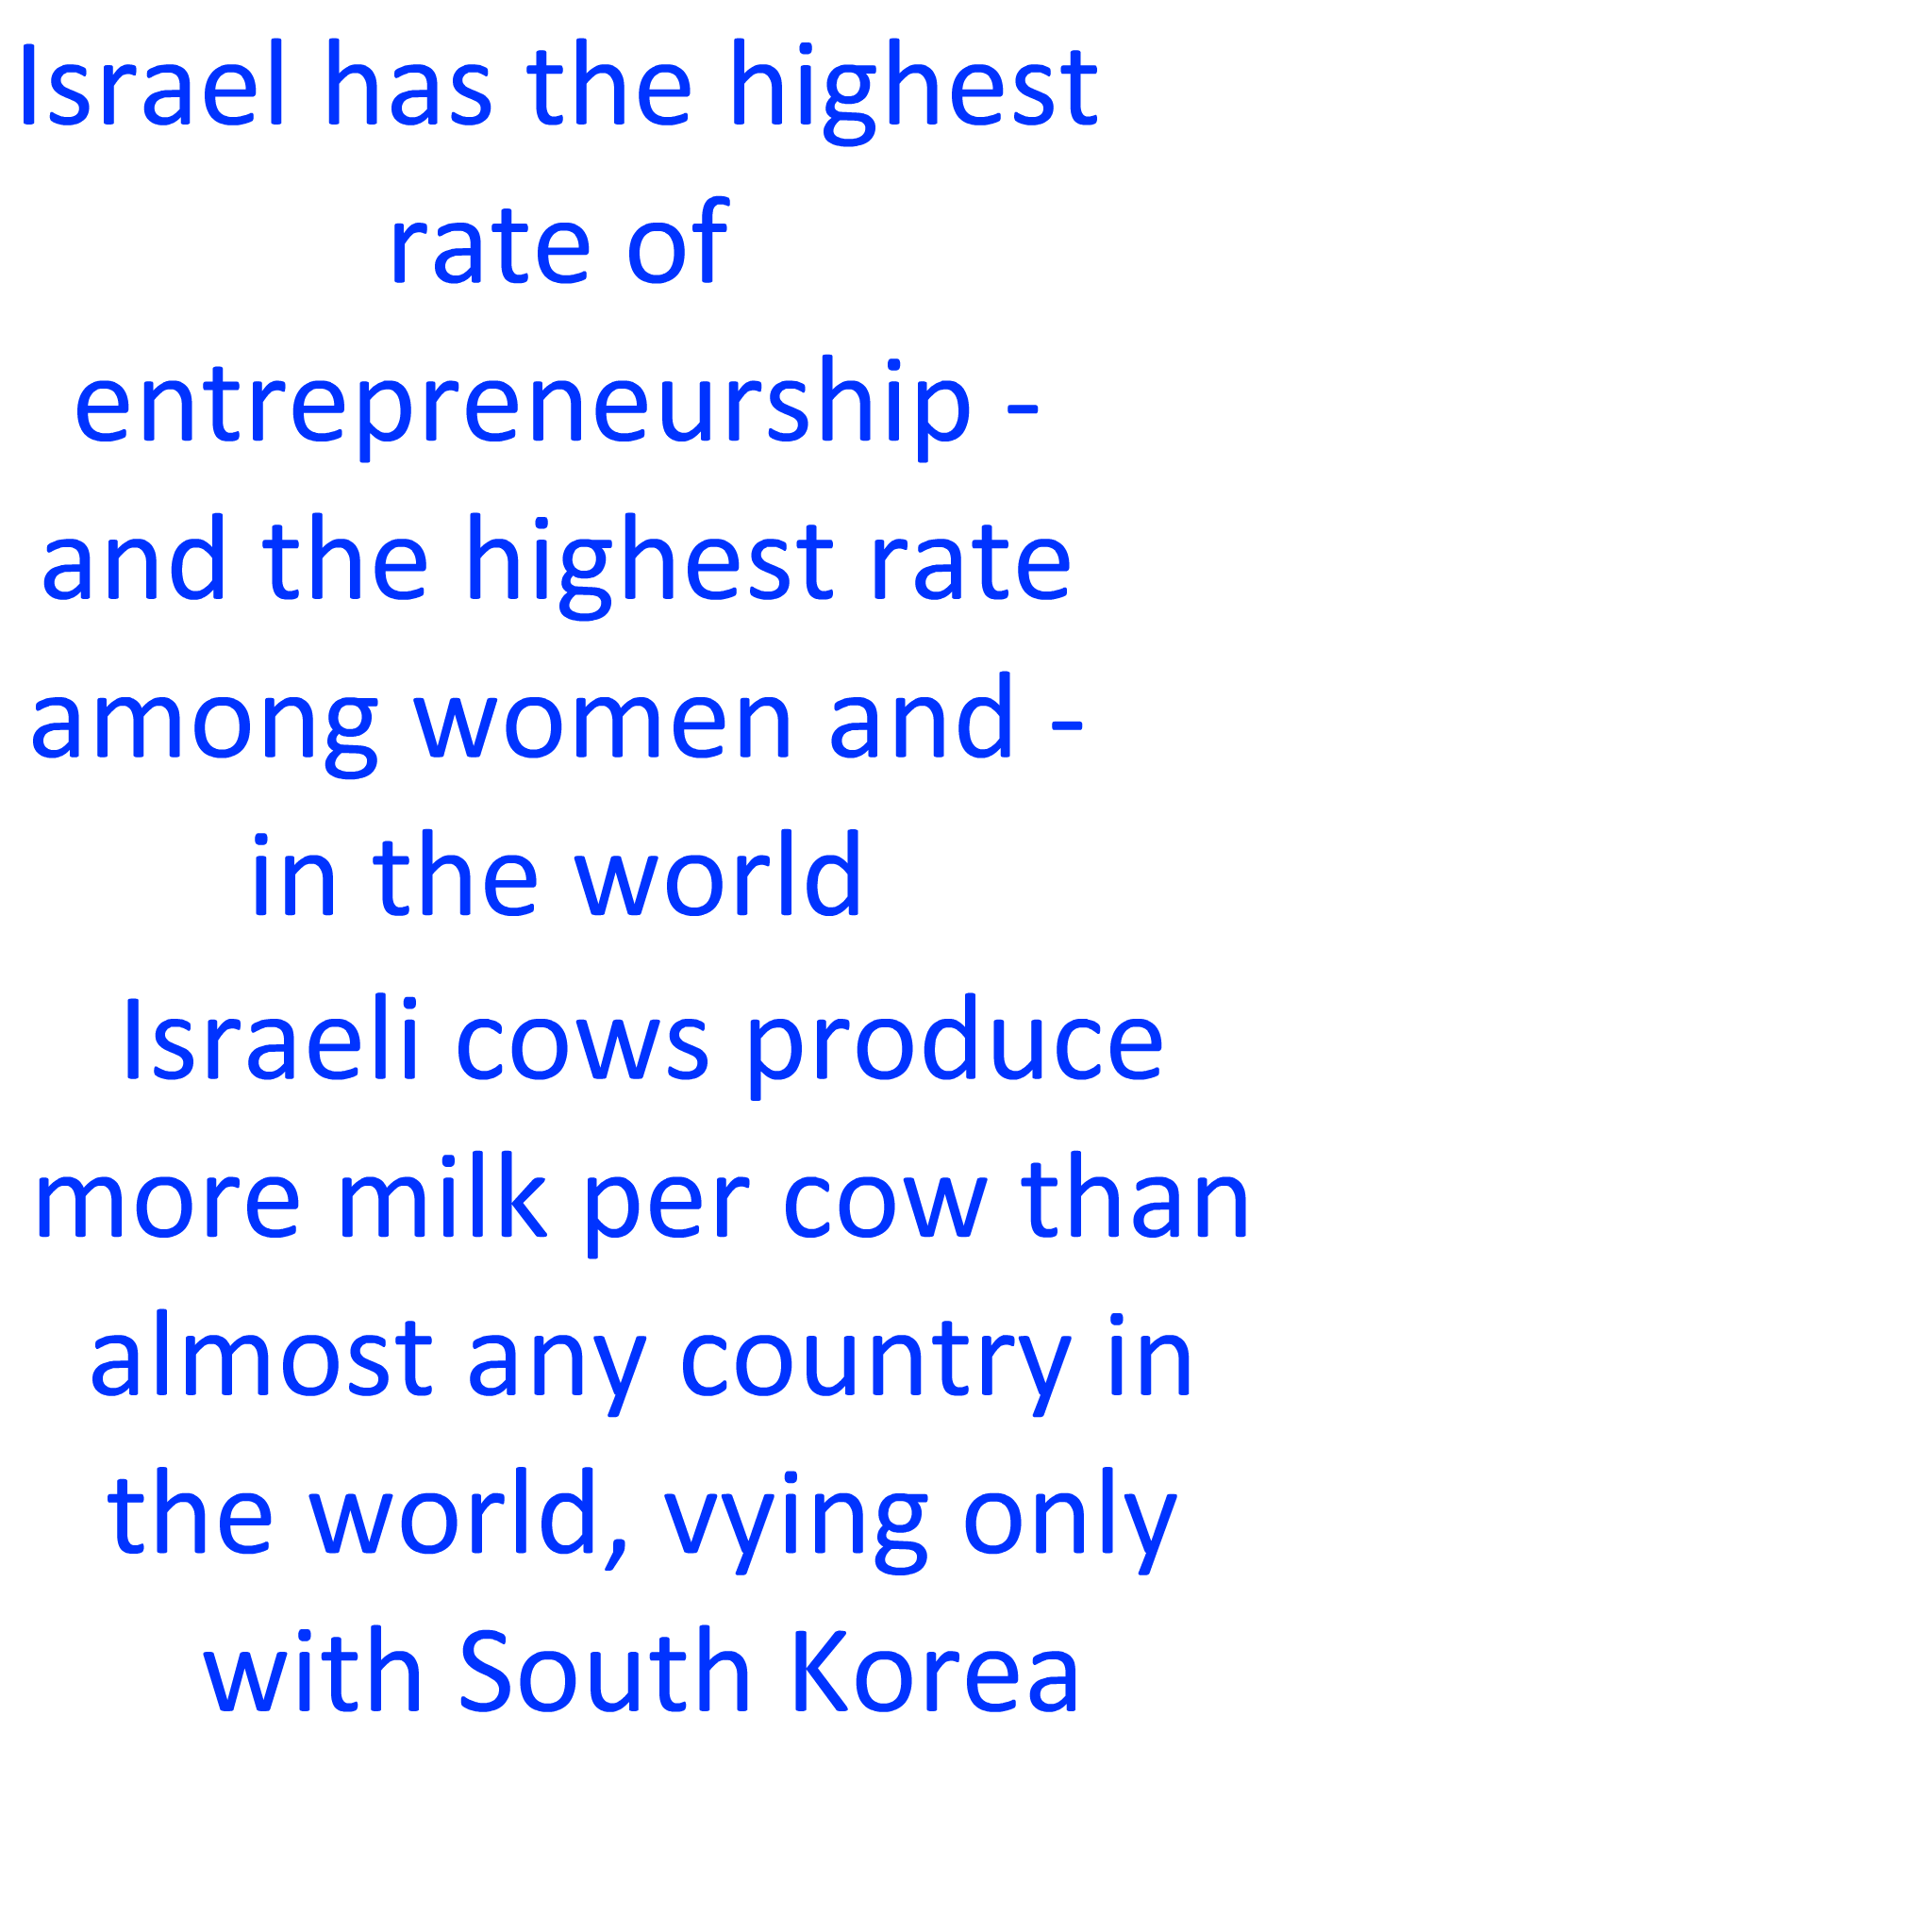 Israel has the highest
rate of
entrepreneurship -
and the highest rate
among women and -
in the world
Israeli cows produce
more milk per cow than
almost any country in
the world, vying only
with South Korea